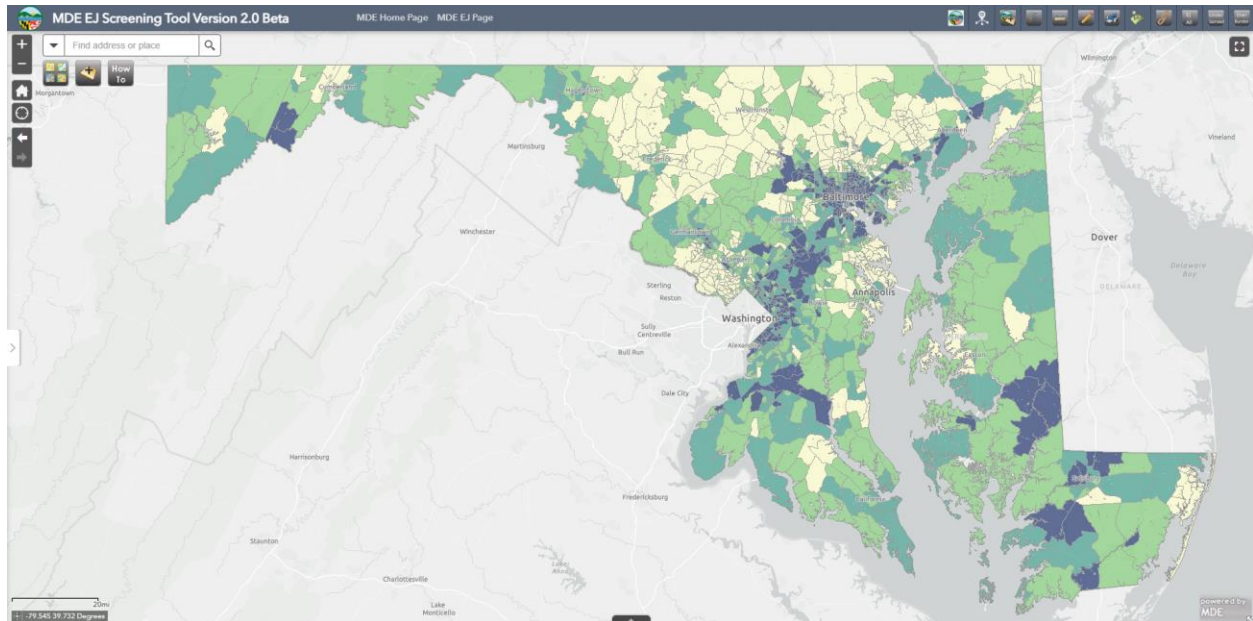 MDE EJ Screening Tool Version 2.0 Beta
MDE Home Page MDE EJ Page
Find address or place
How
To
Morgantown
Cumberland
Hagerstown
Martinsburg
Westminster
Aberdeen
Wilmington
Vineland
Frederick
Baltimore
Winchester
Germantown
Dover
Delaware
Bay
DELAWARE
Sterling
Reston
Annapolis
Washington
Sully
Centreville
Bull Run
Easton
Dale City
Harrisonburg
Salisbury
Fredericksburg
Staunton
Charlottesville
Lake
Monticello
20mi
-79.545 39.732 Degrees
powered by
MDE